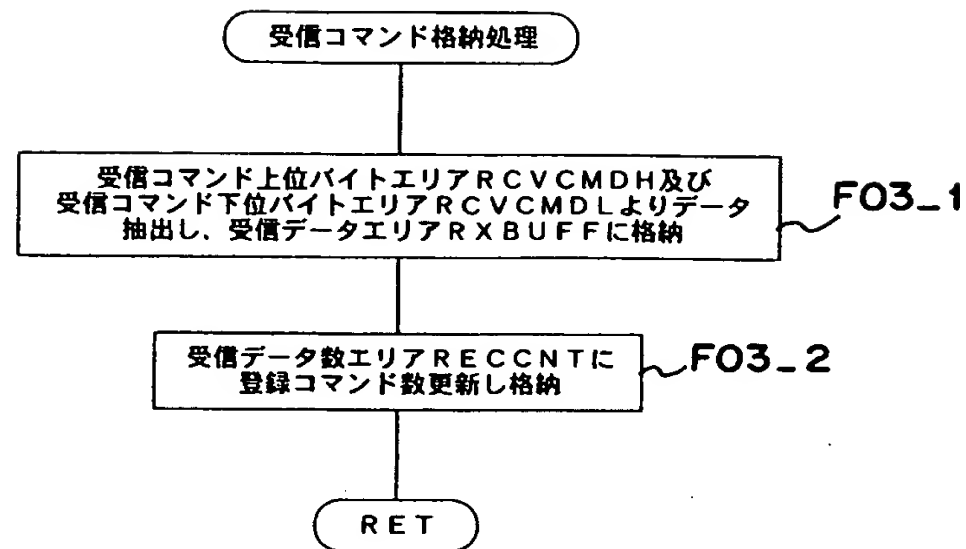 受信コマンド格納処理
受信コマンド上位バイトエリアRCVCMDH及び
受信コマンド下位バイトエリアRCVCMDLよりデータ
抽出し、受信データエリアRXBUFFに格納
F03_1
受信データ数エリアRECCNTに
登録コマンド数更新し格納
F03_2
RET